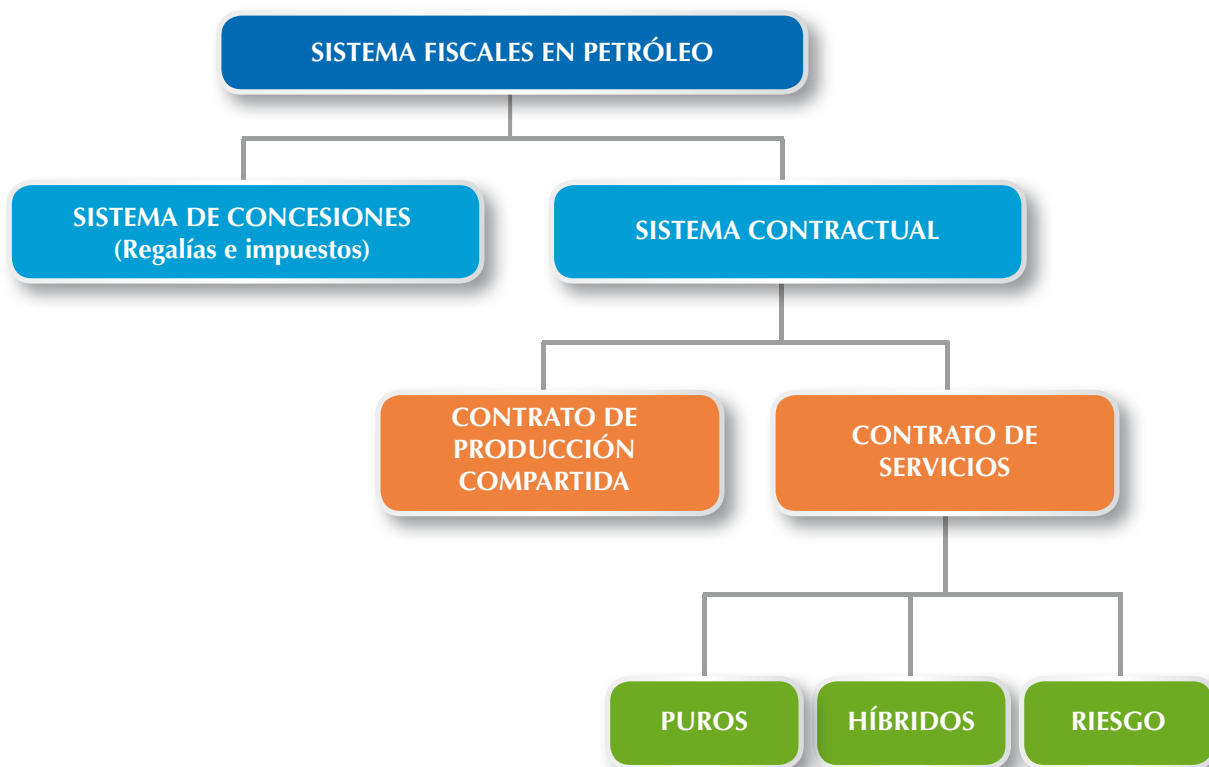 SISTEMA FISCALES EN PETRÓLEO
SISTEMA DE CONCESIONES
(Regalías e impuestos)
SISTEMA CONTRACTUAL
CONTRATO DE
PRODUCCIÓN
COMPARTIDA
CONTRATO DE
SERVICIOS
PUROS
HÍBRIDOS
RIESGO